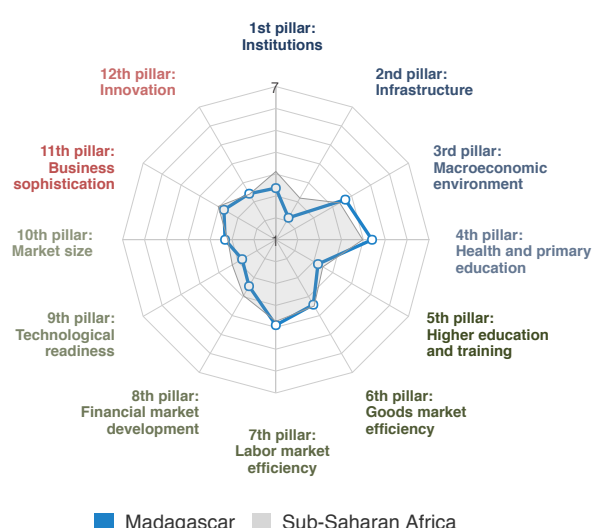 1st pillar:
Institutions
2nd pillar:
Infrastructure
3rd pillar:
Macroeconomic
environment
4th pillar:
Health and primary
education
5th pillar:
Higher education
and training
6th pillar:
Goods market
efficiency
7th pillar:
Labor market
efficiency
8th pillar:
Financial market
development
9th pillar:
Technological
readiness
10th pillar:
Market size
11th pillar:
Business
sophistication
12th pillar:
Innovation
7
1
Madagascar
Sub-Saharan Africa